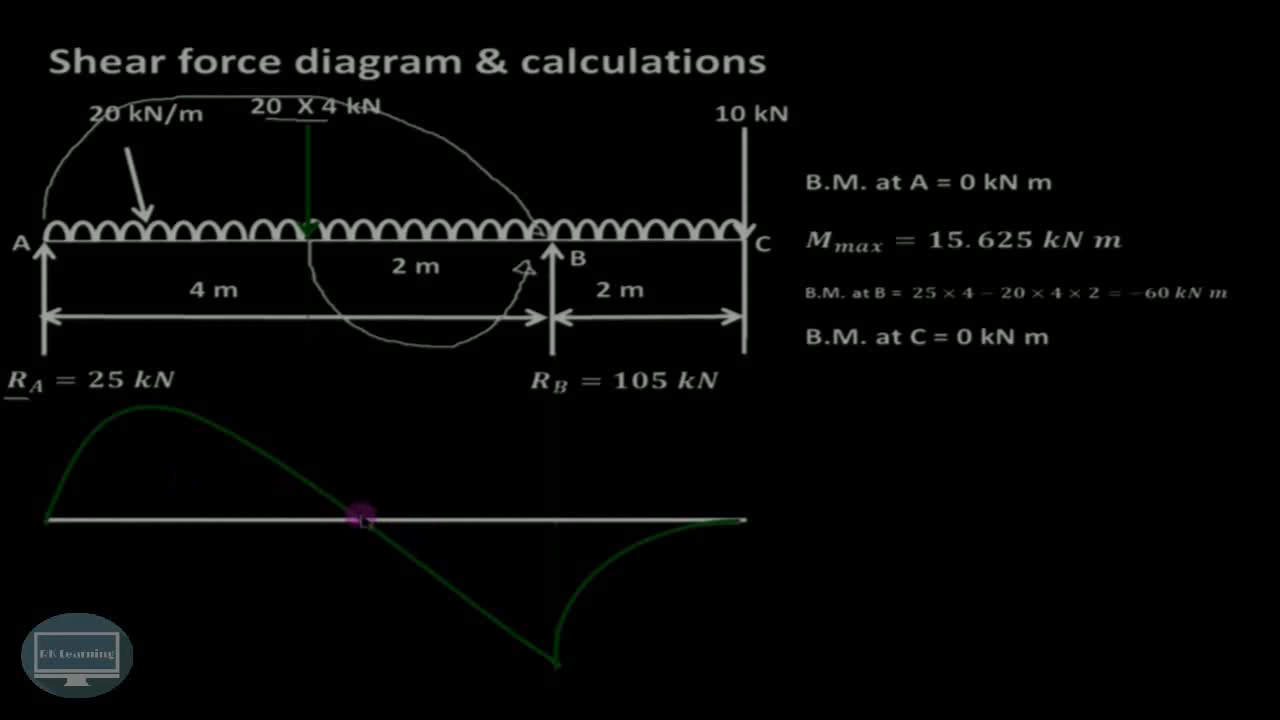 Shear force diagram & calculations
20 kN/m
20 X 4 kN
10 kN
B.M. at A = 0 kN m
A
B
C
M_max = 15.625 kN m
2 m
4 m
2 m
B.M. at B = 25 × 4 − 20 × 4 × 2 = −60 kN m
B.M. at C = 0 kN m
R_A = 25 kN
R_B = 105 kN
RK Learning